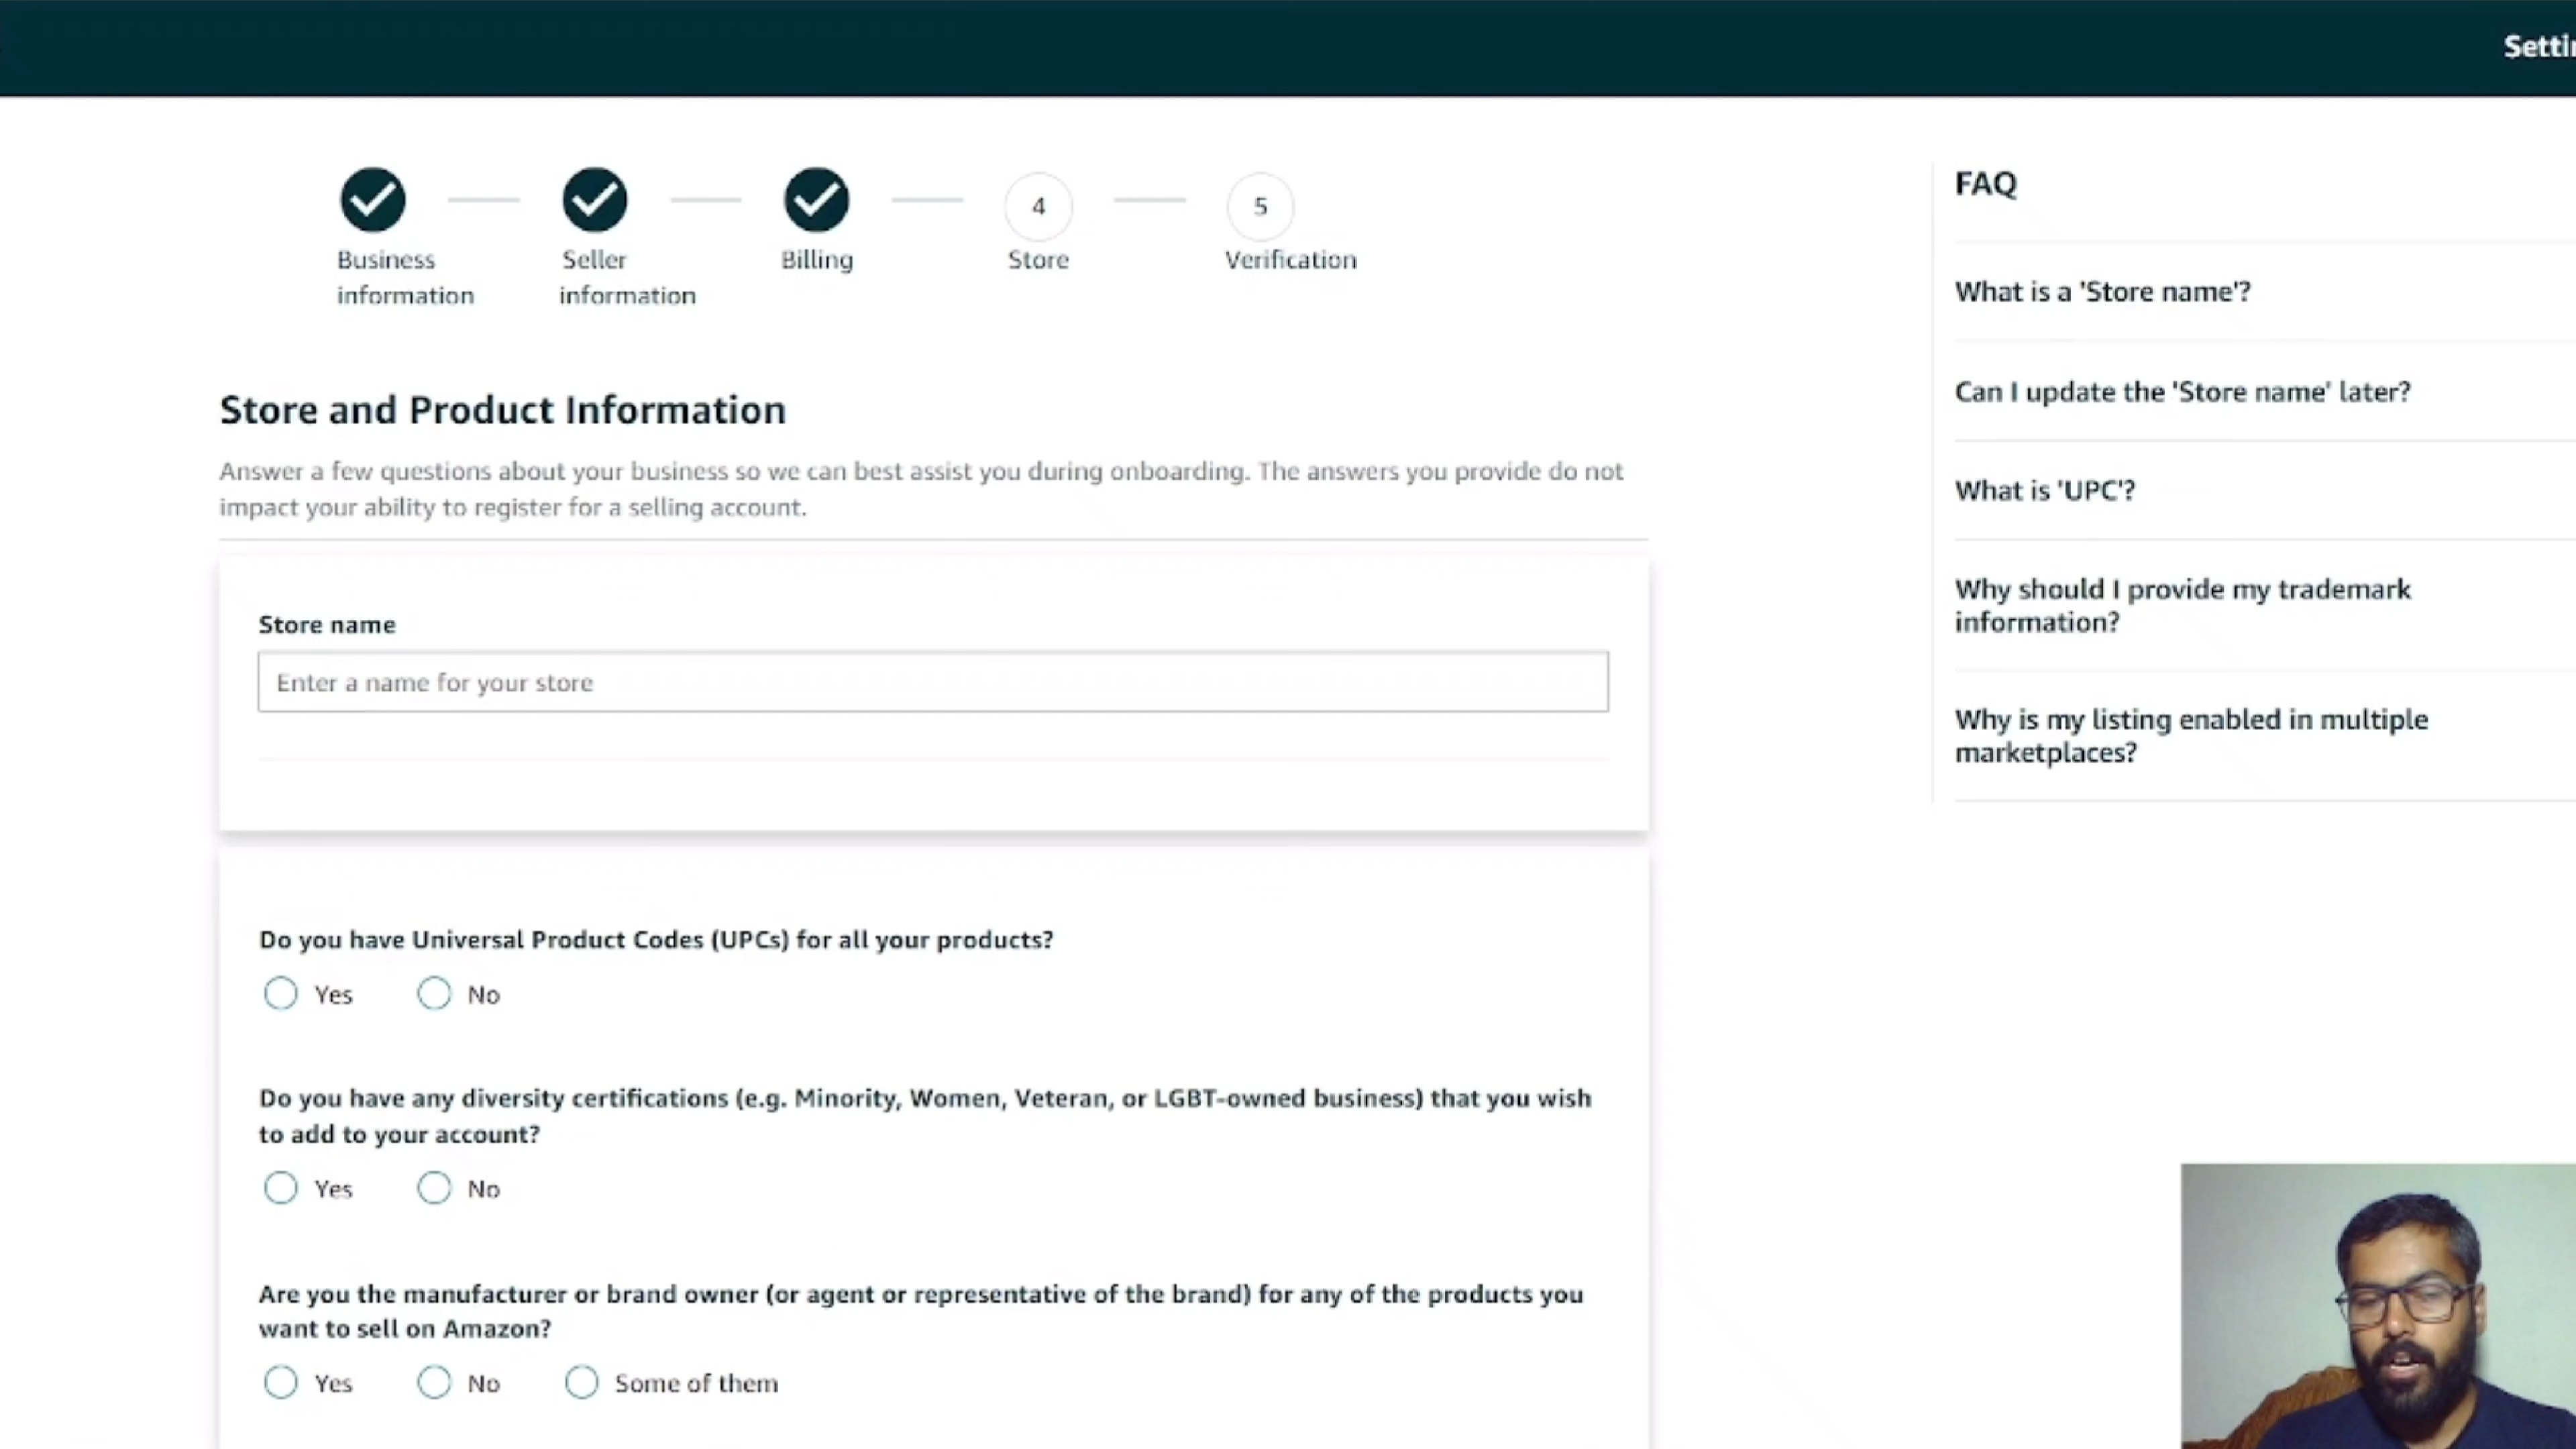 4
5
Business
information
Seller
information
Billing
Store
Verification
Store and Product Information
Answer a few questions about your business so we can best assist you during onboarding. The answers you provide do not
impact your ability to register for a selling account.
Store name
Enter a name for your store
Do you have Universal Product Codes (UPCs) for all your products?
Yes No
Do you have any diversity certifications (e.g. Minority, Women, Veteran, or LGBT-owned business) that you wish
to add to your account?
Yes No
Are you the manufacturer or brand owner (or agent or representative of the brand) for any of the products you
want to sell on Amazon?
Yes No Some of them
FAQ
What is a 'Store name'?
Can I update the 'Store name' later?
What is 'UPC'?
Why should I provide my trademark
information?
Why is my listing enabled in multiple
marketplaces?